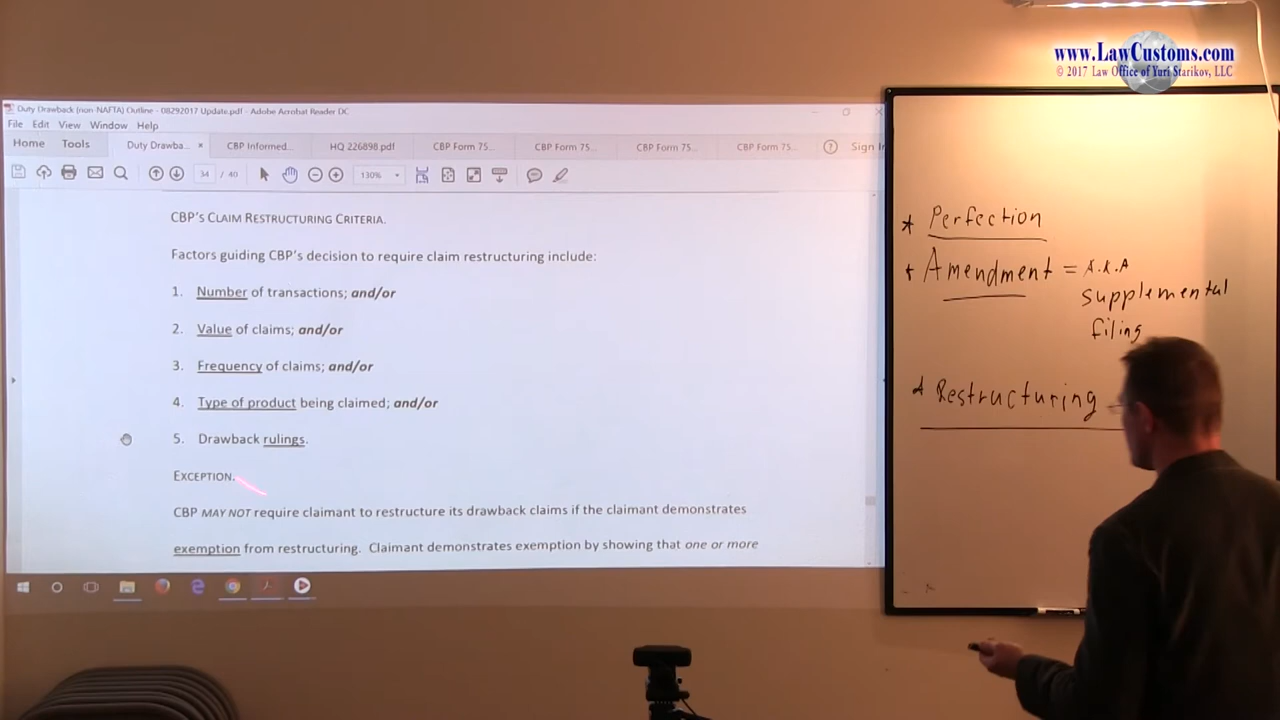 www.LawCustoms.com
© 2017 Law Office of Yuri Starikov, LLC
Duty Drawback (non-NAFTA) Outline - 08292017 Update.pdf - Adobe Acrobat Reader DC
File Edit View Window Help
Home Tools Duty Drawba... × CBP Informed... HQ 226898.pdf CBP Form 75... CBP Form 75... CBP Form 75... CBP Form 75... Sign In
34 / 40 130%
CBP'S CLAIM RESTRUCTURING CRITERIA.
Factors guiding CBP's decision to require claim restructuring include:
1. Number of transactions; and/or
2. Value of claims; and/or
3. Frequency of claims; and/or
4. Type of product being claimed; and/or
5. Drawback rulings.
EXCEPTION.
CBP MAY NOT require claimant to restructure its drawback claims if the claimant demonstrates
exemption from restructuring. Claimant demonstrates exemption by showing that one or more
* Perfection
* Amendment = A.K.A
supplemental
filing
* Restructuring